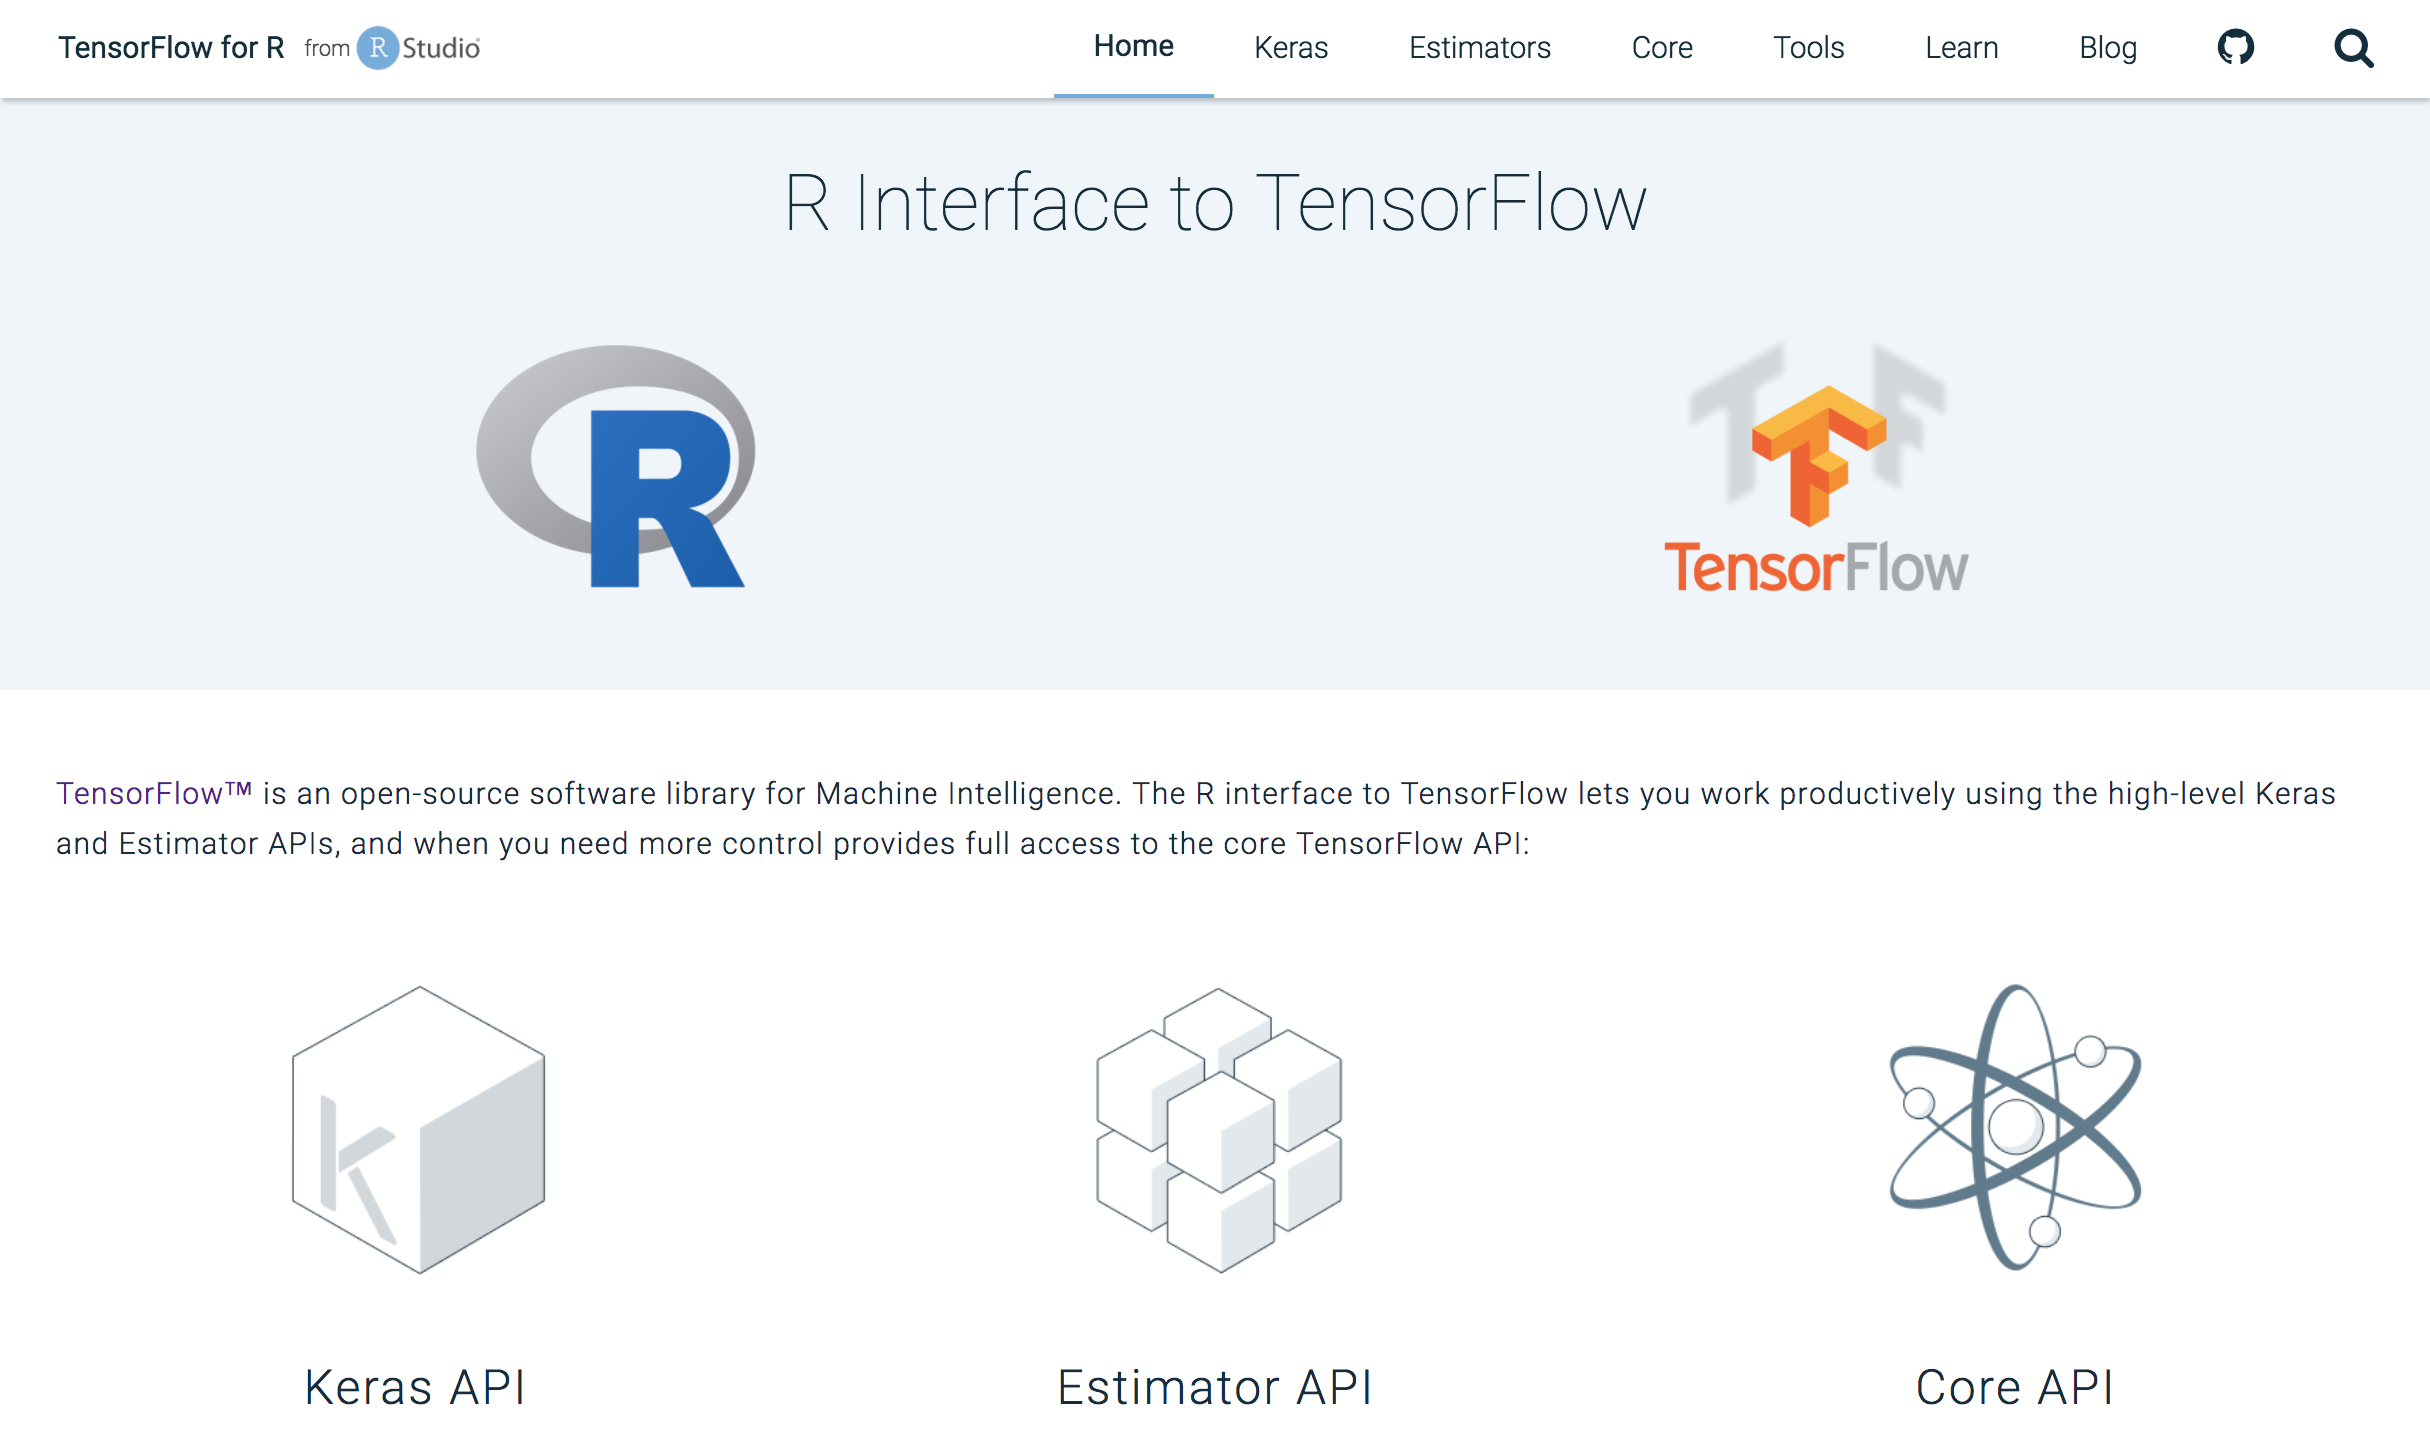 TensorFlow for R from R Studio
Home Keras Estimators Core Tools Learn Blog
R Interface to TensorFlow
R
TF
TensorFlow
TensorFlow™ is an open-source software library for Machine Intelligence. The R interface to TensorFlow lets you work productively using the high-level Keras
and Estimator APIs, and when you need more control provides full access to the core TensorFlow API:
K
Keras API Estimator API Core API